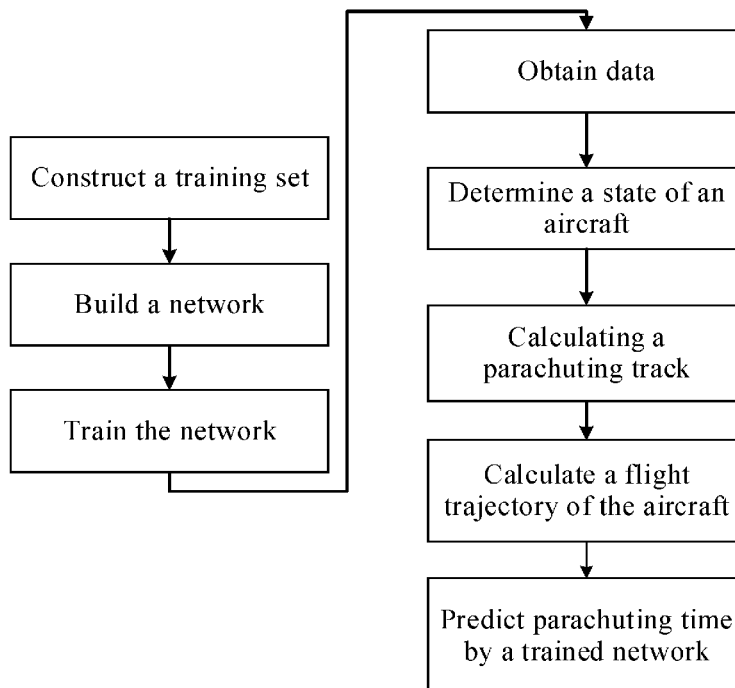 Construct a training set
Build a network
Train the network
Obtain data
Determine a state of an
aircraft
Calculating a
parachuting track
Calculate a flight
trajectory of the aircraft
Predict parachuting time
by a trained network